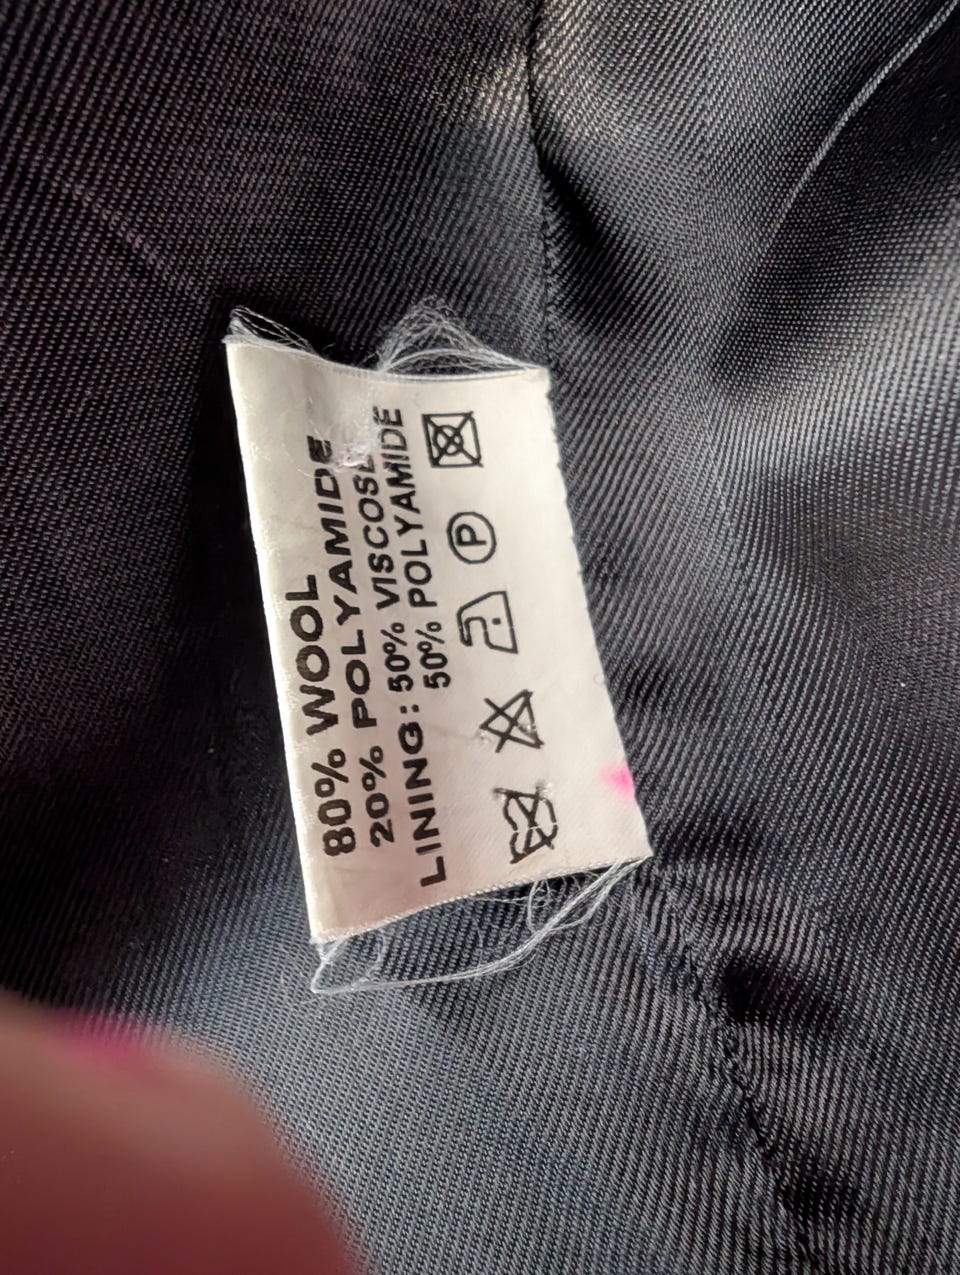 80% WOOL
20% POLYAMIDE
LINING : 50% VISCOSE
50% POLYAMIDE
P